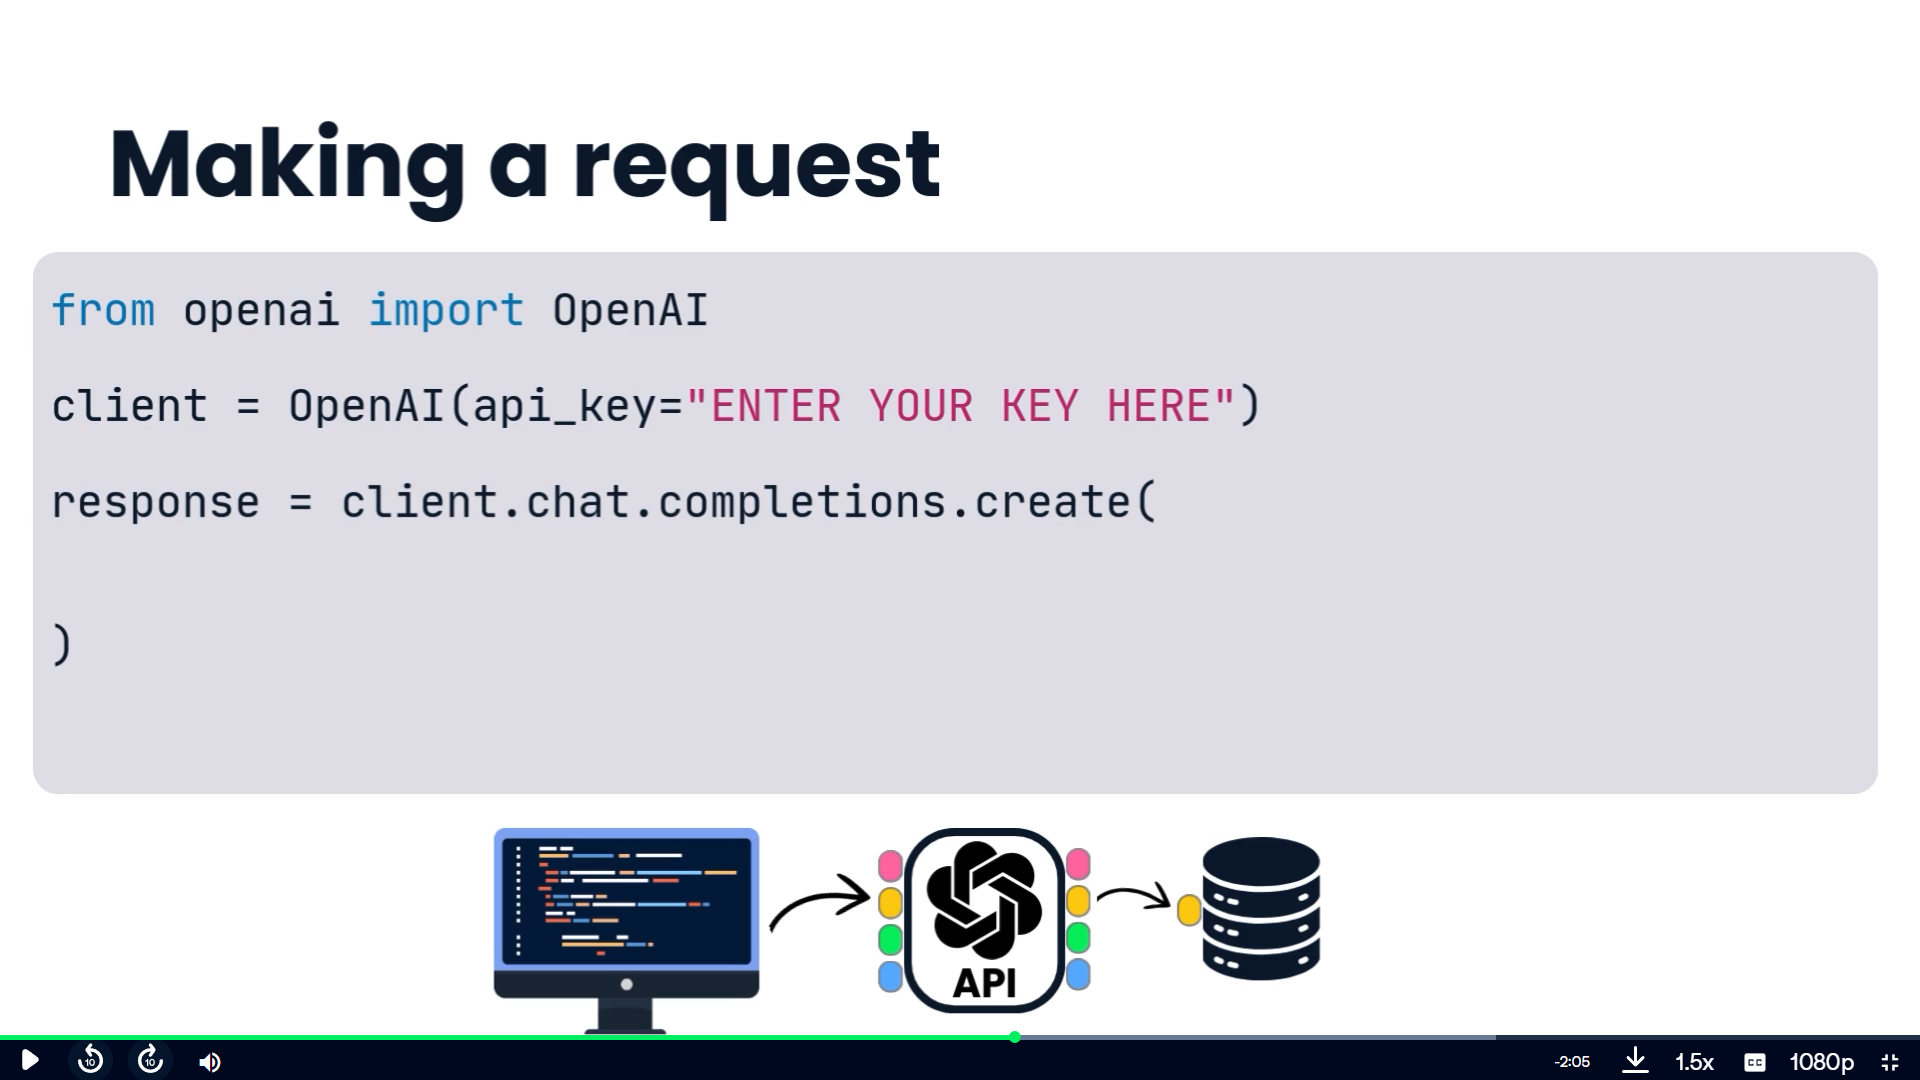 Making a request
from openai import OpenAI
client = OpenAI(api_key="ENTER YOUR KEY HERE")
response = client.chat.completions.create(
)
API
10
10
-2:05
1.5x
CC
1080p